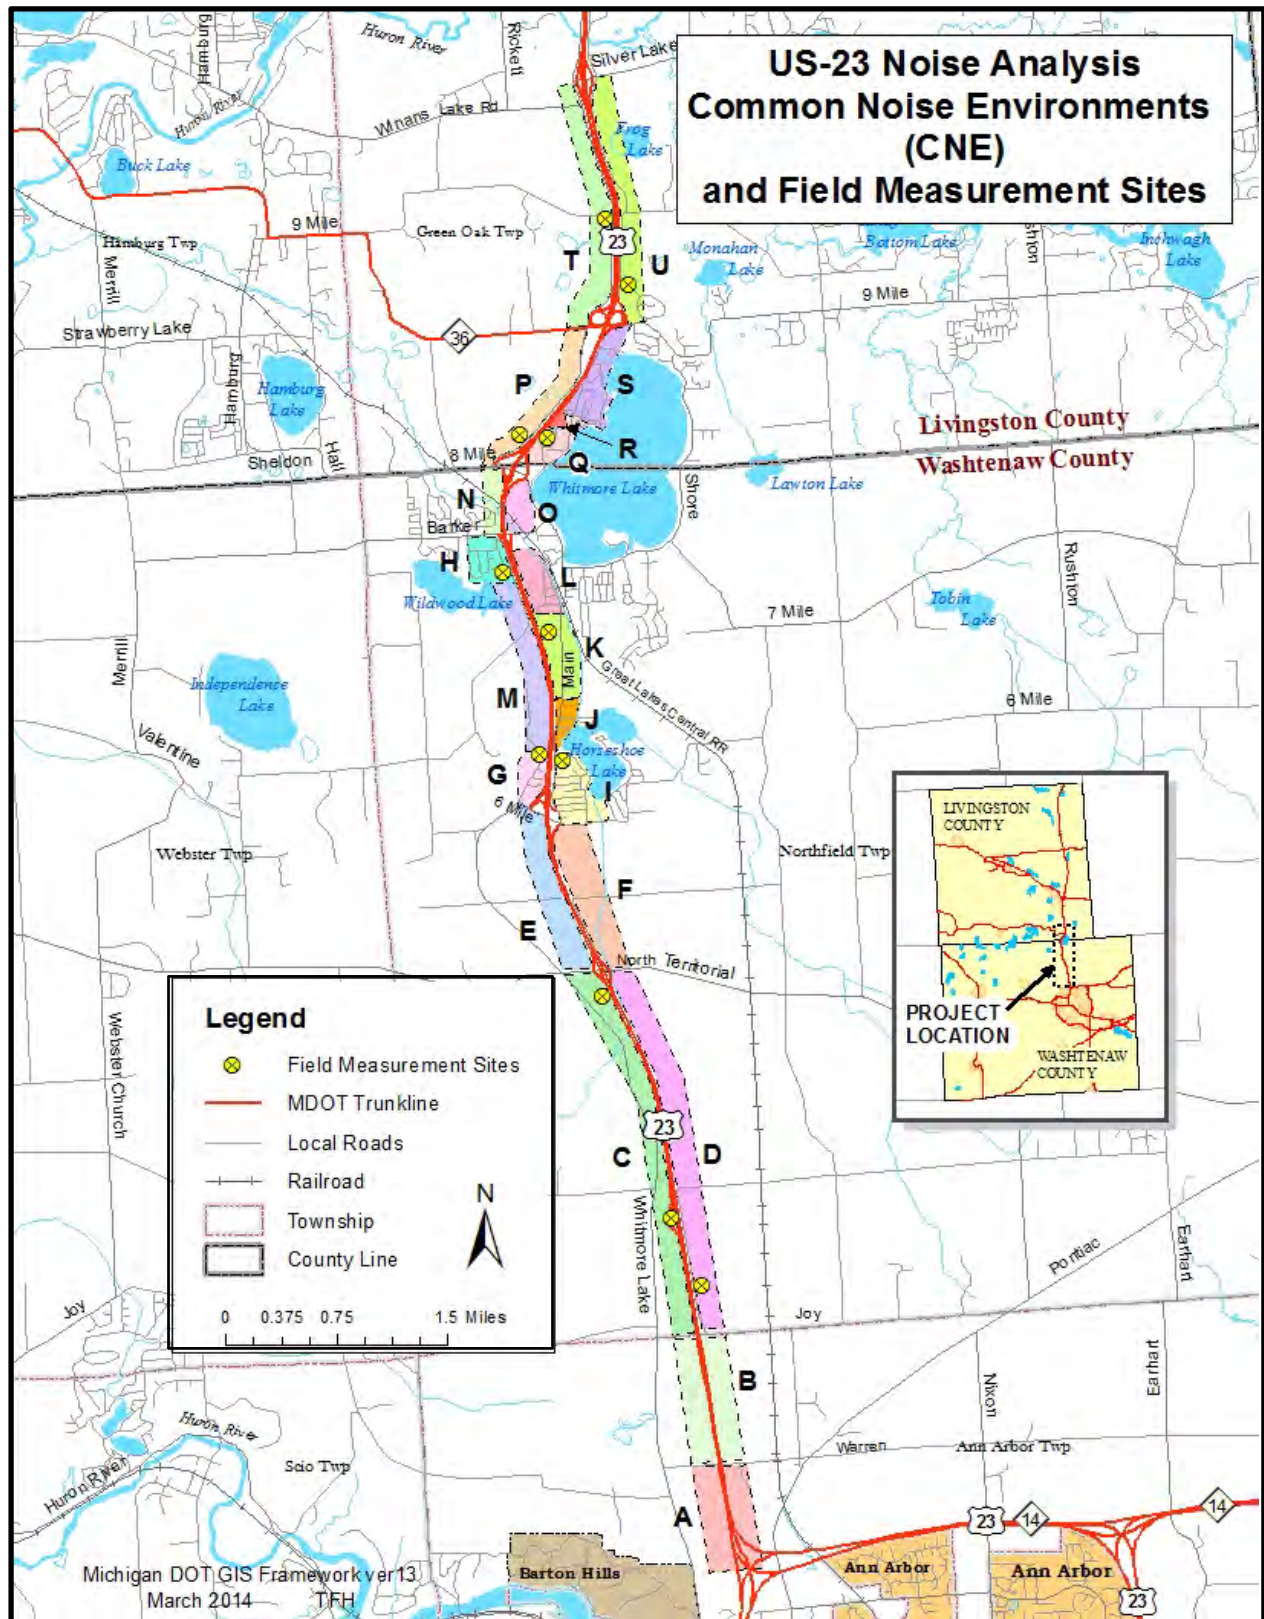 US-23 Noise Analysis
Common Noise Environments
(CNE)
and Field Measurement Sites
Huron River
Rickett
Silver Lake
Hamburg
Huron River
Winans Lake Rd
Frog
Lake
Buck Lake
9 Mile
Green Oak Twp
Hamburg Twp
23
T
U
Monahan
Lake
Bottom Lake
Inchwagh
Lake
Merrill
9 Mile
Strawberry Lake
36
Hamburg
Hamburg
Lake
P
S
Livingston County
Washtenaw County
Hall
8 Mile
Sheldon
R
Q
Whitmore Lake
Shore
Lawton Lake
N
O
Barker
H
L
Wildwood Lake
Rushton
7 Mile
Tobin
Lake
Merrill
K
Main
Great Lakes Central RR
Independence
Lake
M
6 Mile
J
Valentine
Horseshoe
Lake
G
I
6 Mile
Webster Twp
Northfield Twp
F
E
North Territorial
LIVINGSTON
COUNTY
PROJECT
LOCATION
WASHTENAW
COUNTY
Legend
Field Measurement Sites
MDOT Trunkline
Local Roads
Railroad
Township
County Line
N
0 0.375 0.75 1.5 Miles
Webster Church
23
C
D
Whitmore Lake
Pontiac
Earhart
Joy
Joy
B
Nixon
Earhart
Huron River
Warren
Ann Arbor Twp
Scio Twp
Huron River
A
23
14
14
Barton Hills
Ann Arbor
Ann Arbor
23
Michigan DOT GIS Framework ver13
March 2014 TFH